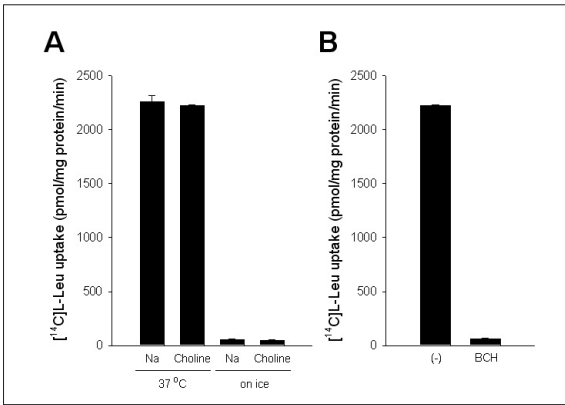 A
[¹⁴C]L-Leu uptake (pmol/mg protein/min)
2500
2000
1500
1000
500
0
Na Choline Na Choline
37 ⁰C on ice
B
[¹⁴C]L-Leu uptake (pmol/mg protein/min)
2500
2000
1500
1000
500
0
(-) BCH